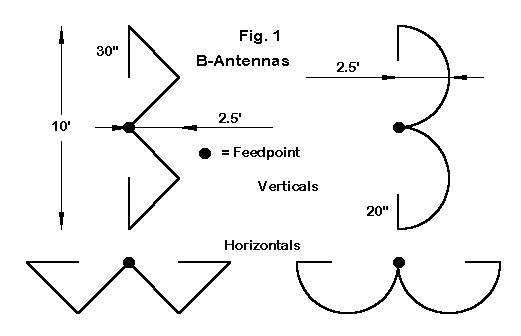 Fig. 1
B-Antennas
30"
2.5'
10'
2.5'
= Feedpoint
Verticals
20"
Horizontals